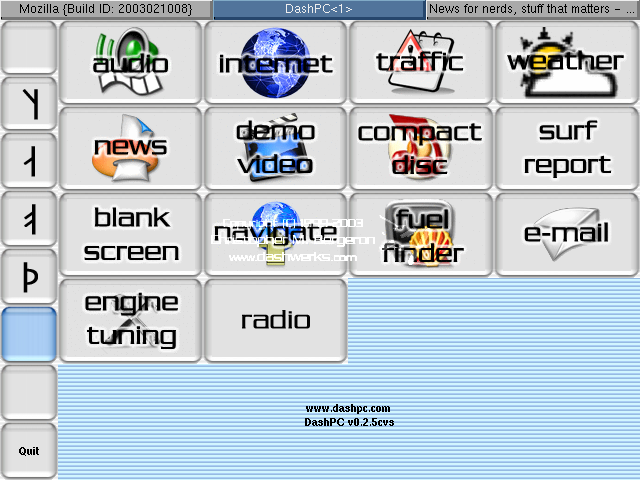 Mozilla {Build ID: 2003021008}
DashPC<1>
News for nerds, stuff that matters - ...
audio
internet
traffic
weather
news
demo
video
compact
disc
surf
report
blank
screen
navigate
fuel
finder
e-mail
www.dashwerks.com
engine
tuning
radio
Quit
www.dashpc.com
DashPC v0.2.5cvs